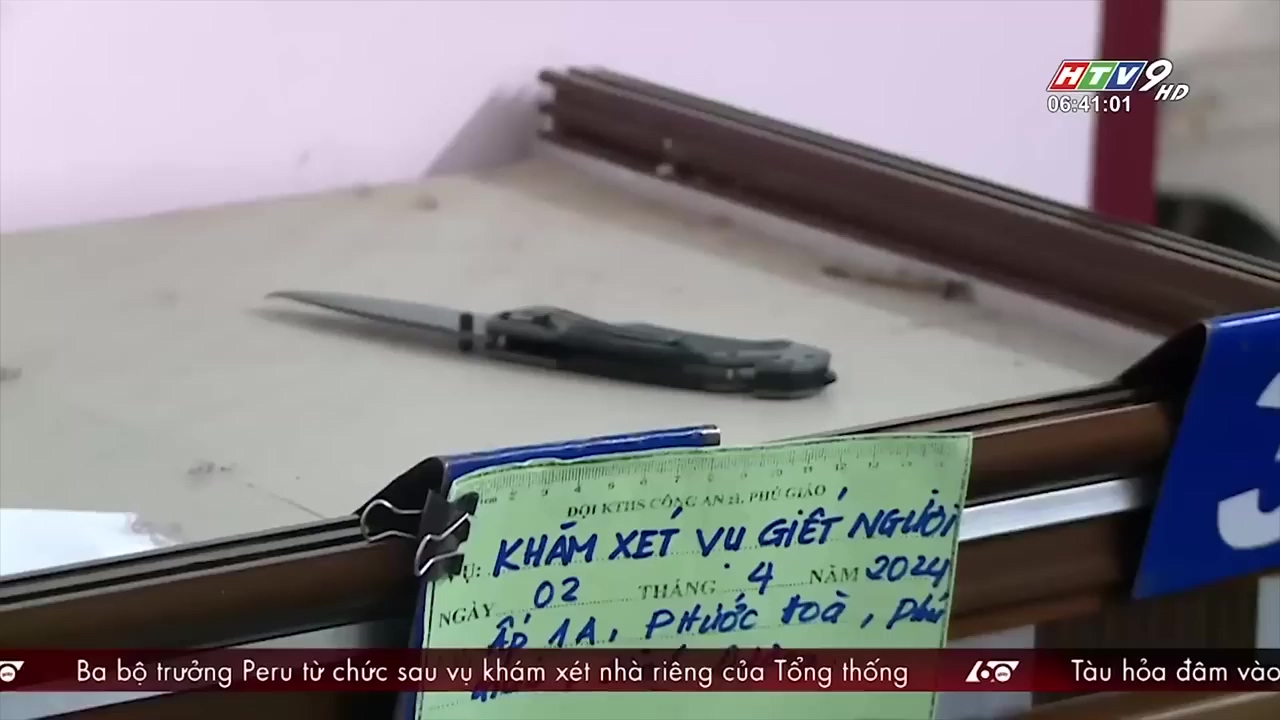 HTV9 HD
06:41:01
3
ĐỘI KTHS CÔNG AN H. PHÚ GIÁO
VỤ: KHÁM XÉT VỤ GIẾT NGƯỜI
NGÀY 02 THÁNG 4 NĂM 2024
ẤP 1A, PHƯỚC HOÀ, PHÚ
60 Ba bộ trưởng Peru từ chức sau vụ khám xét nhà riêng của Tổng thống 60 Tàu hỏa đâm vào